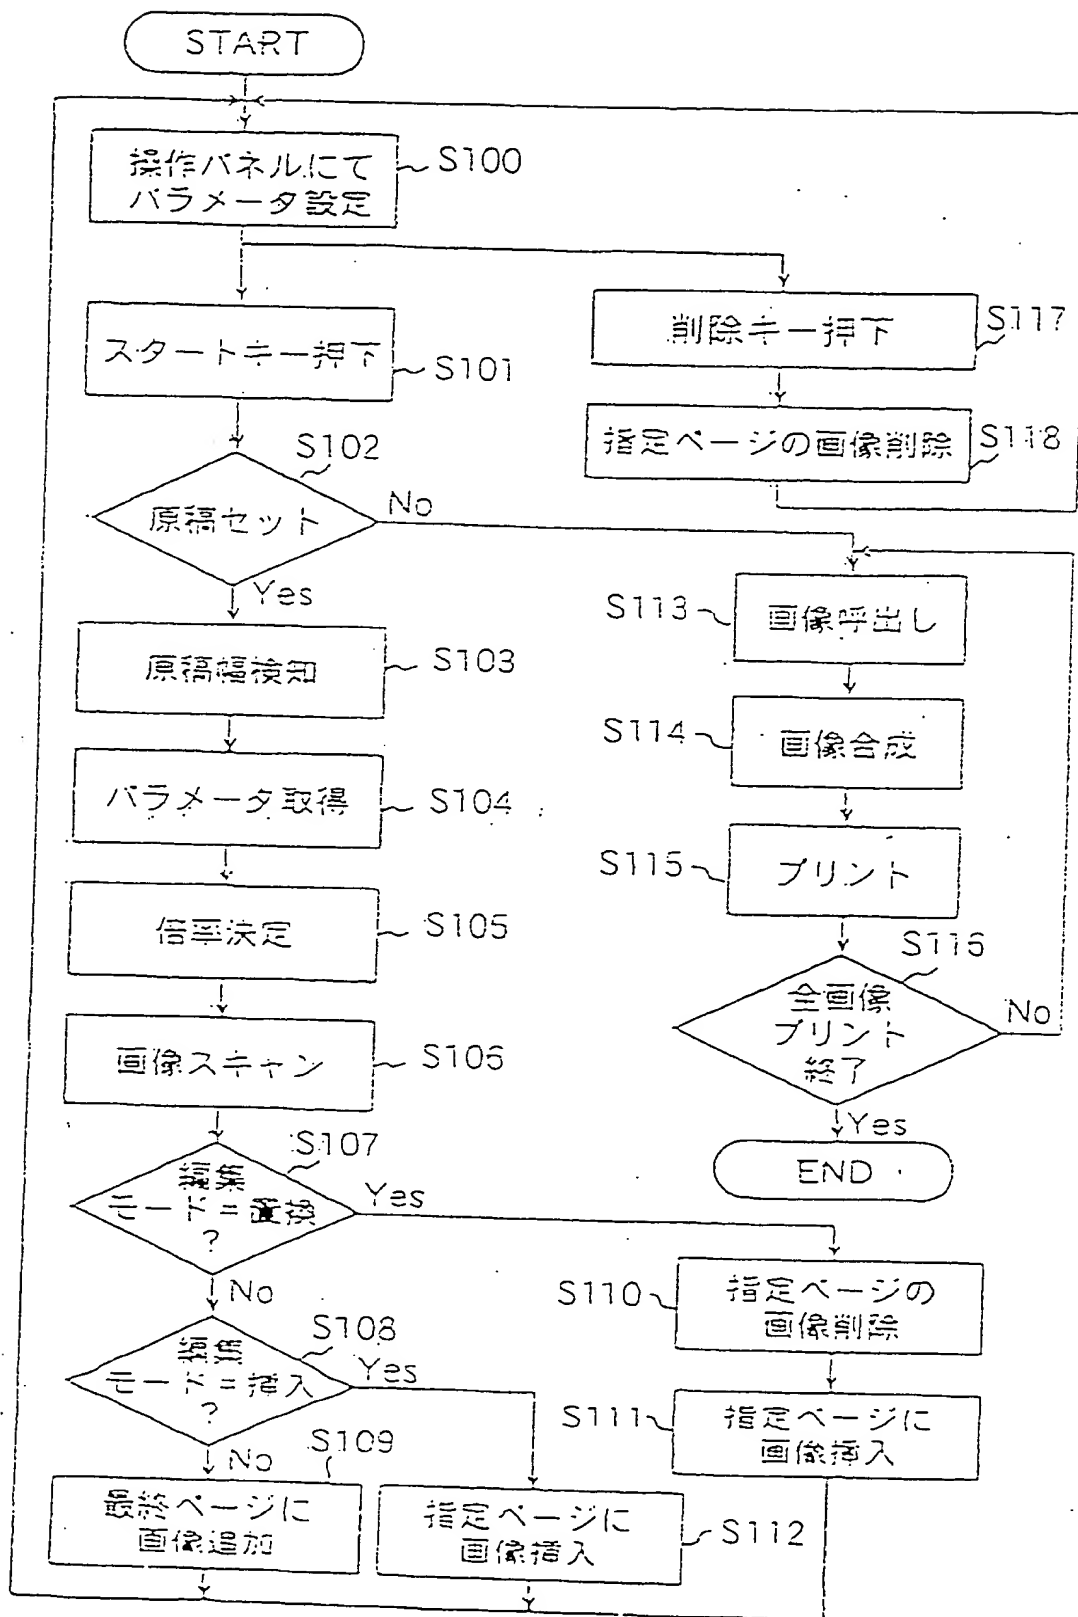 START
操作パネルにて
パラメータ設定
S100
スタートキー押下
S101
削除キー押下
S117
指定ページの画像削除
S118
S102
原稿セット
No
Yes
原稿幅検知
S103
パラメータ取得
S104
倍率決定
S105
画像スキャン
S106
S113
画像呼出し
S114
画像合成
S115
プリント
S116
全画像
プリント
終了
No
Yes
END
S107
編集
モード=置換
?
Yes
No
S110
指定ページの
画像削除
S111
指定ページに
画像挿入
S108
編集
モード=挿入
?
Yes
No
S109
最終ページに
画像追加
指定ページに
画像挿入
S112